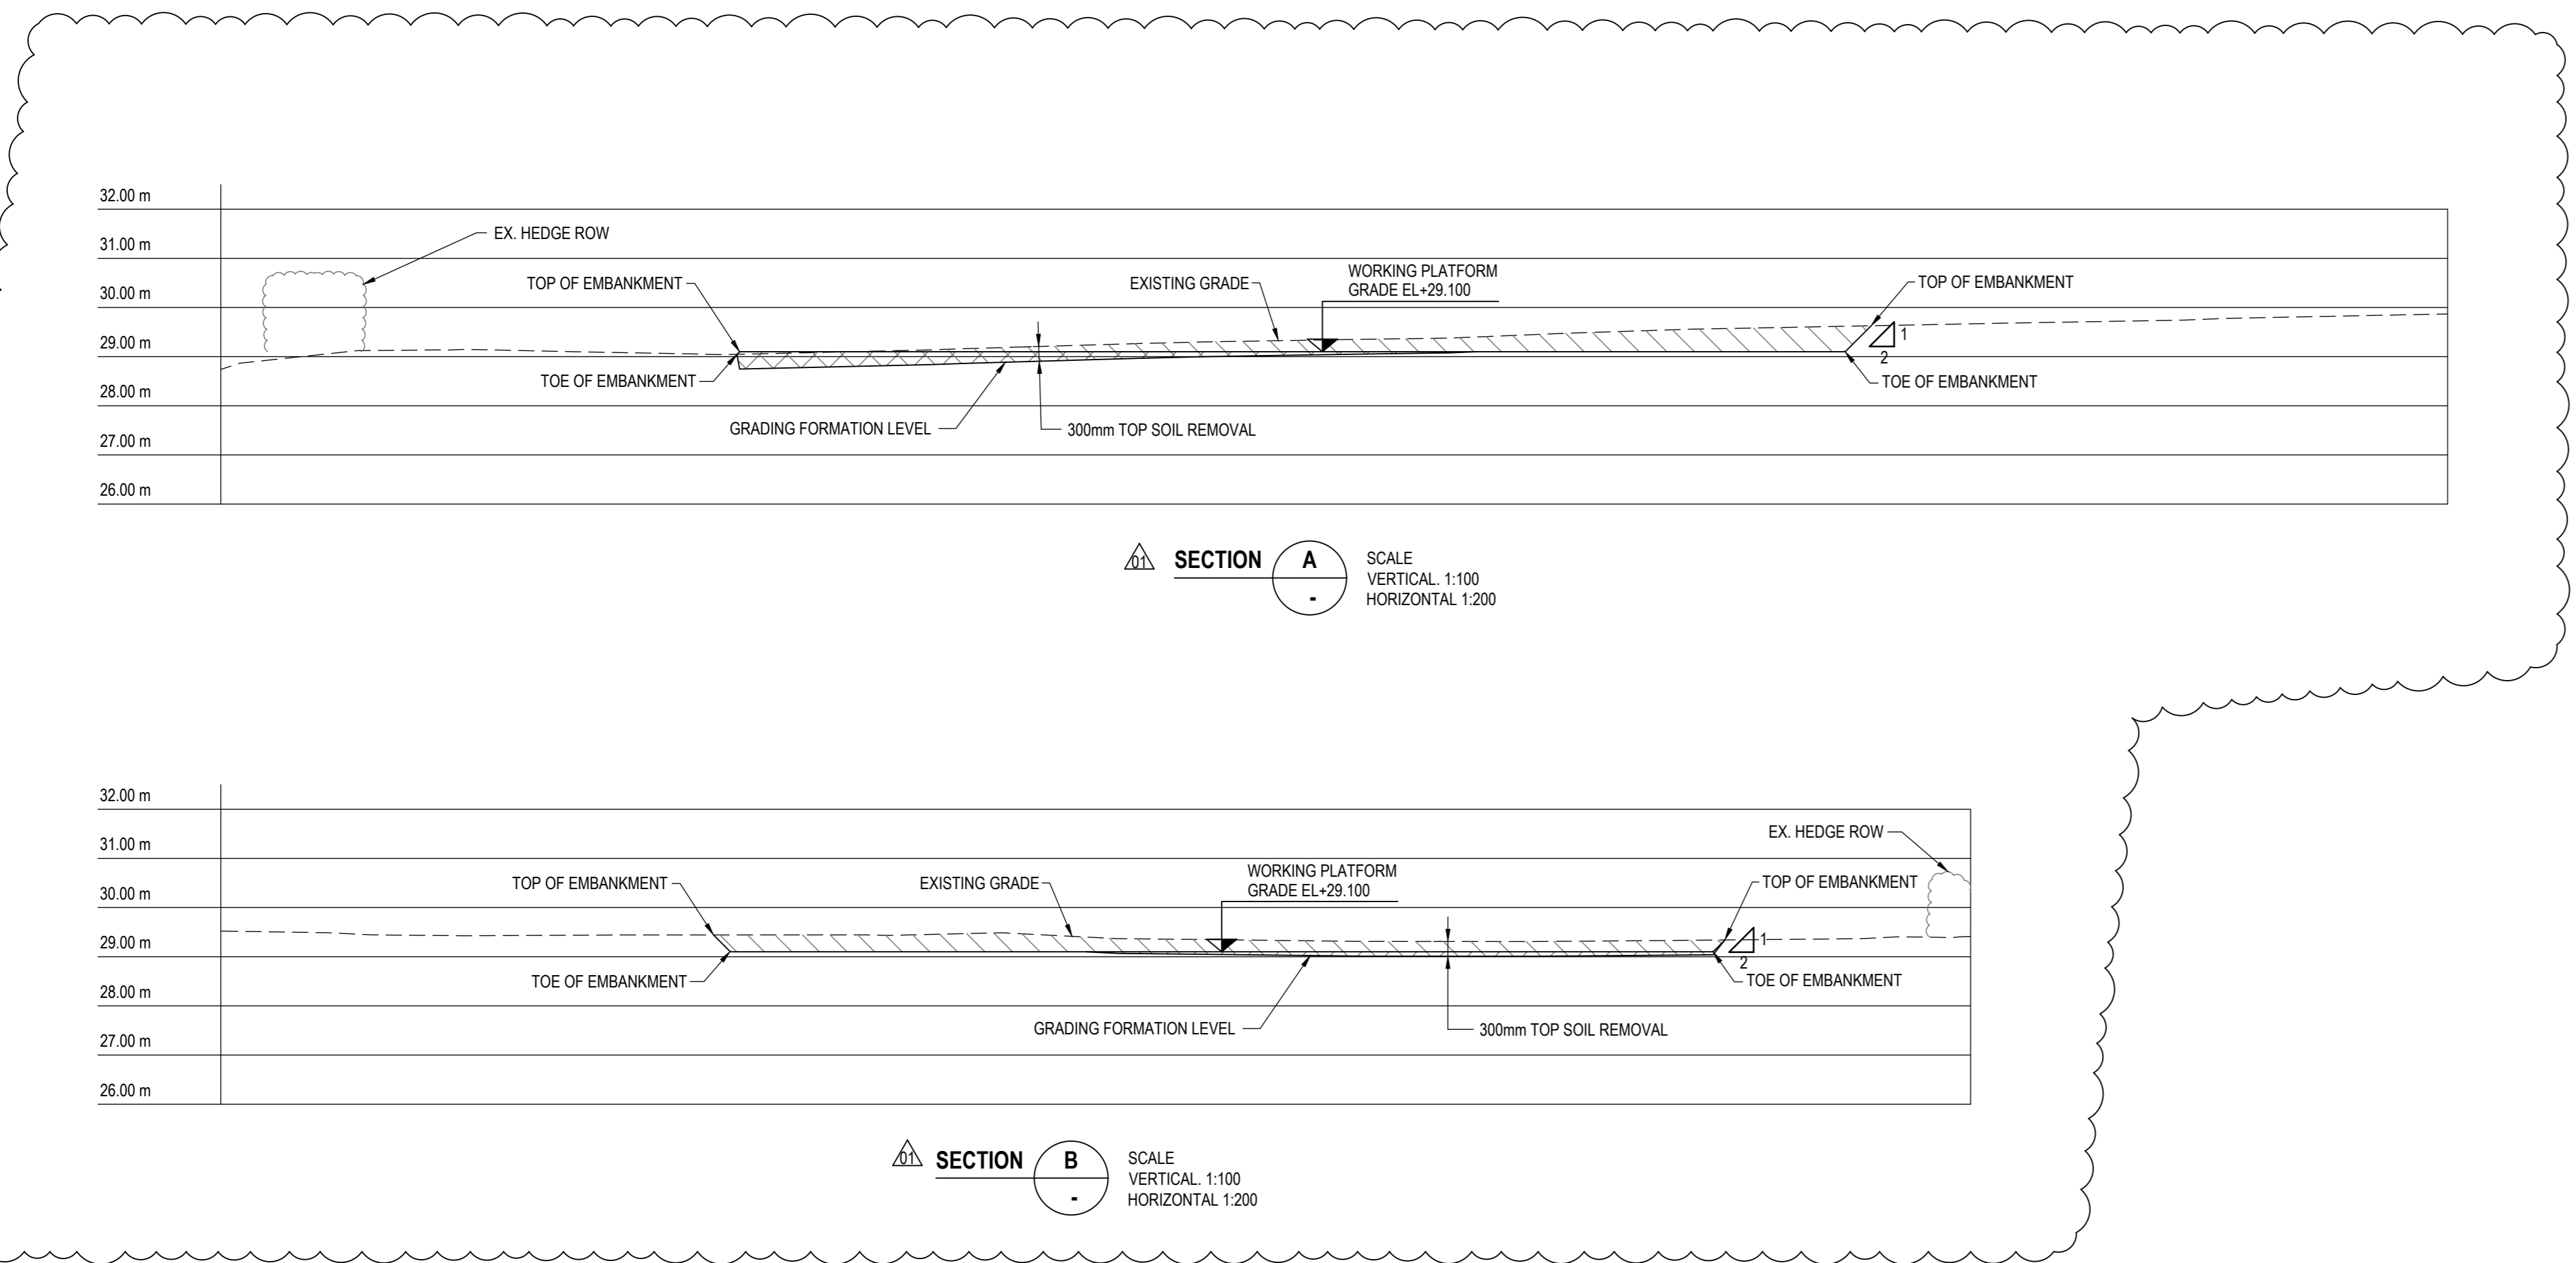 32.00 m
31.00 m
30.00 m
29.00 m
28.00 m
27.00 m
26.00 m
EX. HEDGE ROW
TOP OF EMBANKMENT
EXISTING GRADE
WORKING PLATFORM
GRADE EL+29.100
TOP OF EMBANKMENT
1
2
TOE OF EMBANKMENT
TOE OF EMBANKMENT
GRADING FORMATION LEVEL
300mm TOP SOIL REMOVAL
01
SECTION
A
-
SCALE
VERTICAL. 1:100
HORIZONTAL 1:200
32.00 m
31.00 m
30.00 m
29.00 m
28.00 m
27.00 m
26.00 m
EX. HEDGE ROW
TOP OF EMBANKMENT
EXISTING GRADE
WORKING PLATFORM
GRADE EL+29.100
TOP OF EMBANKMENT
1
2
TOE OF EMBANKMENT
TOE OF EMBANKMENT
GRADING FORMATION LEVEL
300mm TOP SOIL REMOVAL
01
SECTION
B
-
SCALE
VERTICAL. 1:100
HORIZONTAL 1:200